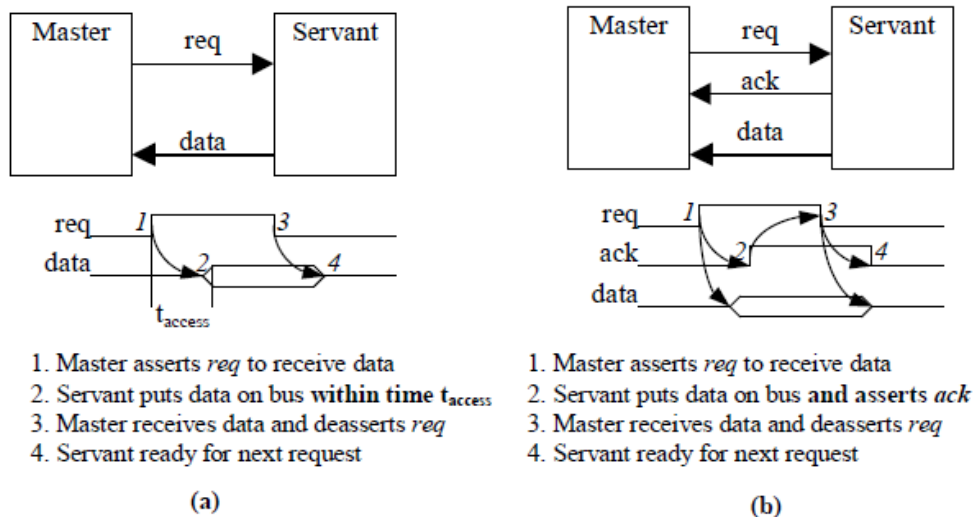 Master
req
Servant
data
req 1 3
data 2 4
t_access
1. Master asserts req to receive data
2. Servant puts data on bus within time t_access
3. Master receives data and deasserts req
4. Servant ready for next request
(a)
Master
req
Servant
ack
data
req 1 3
ack 2 4
data
1. Master asserts req to receive data
2. Servant puts data on bus and asserts ack
3. Master receives data and deasserts req
4. Servant ready for next request
(b)